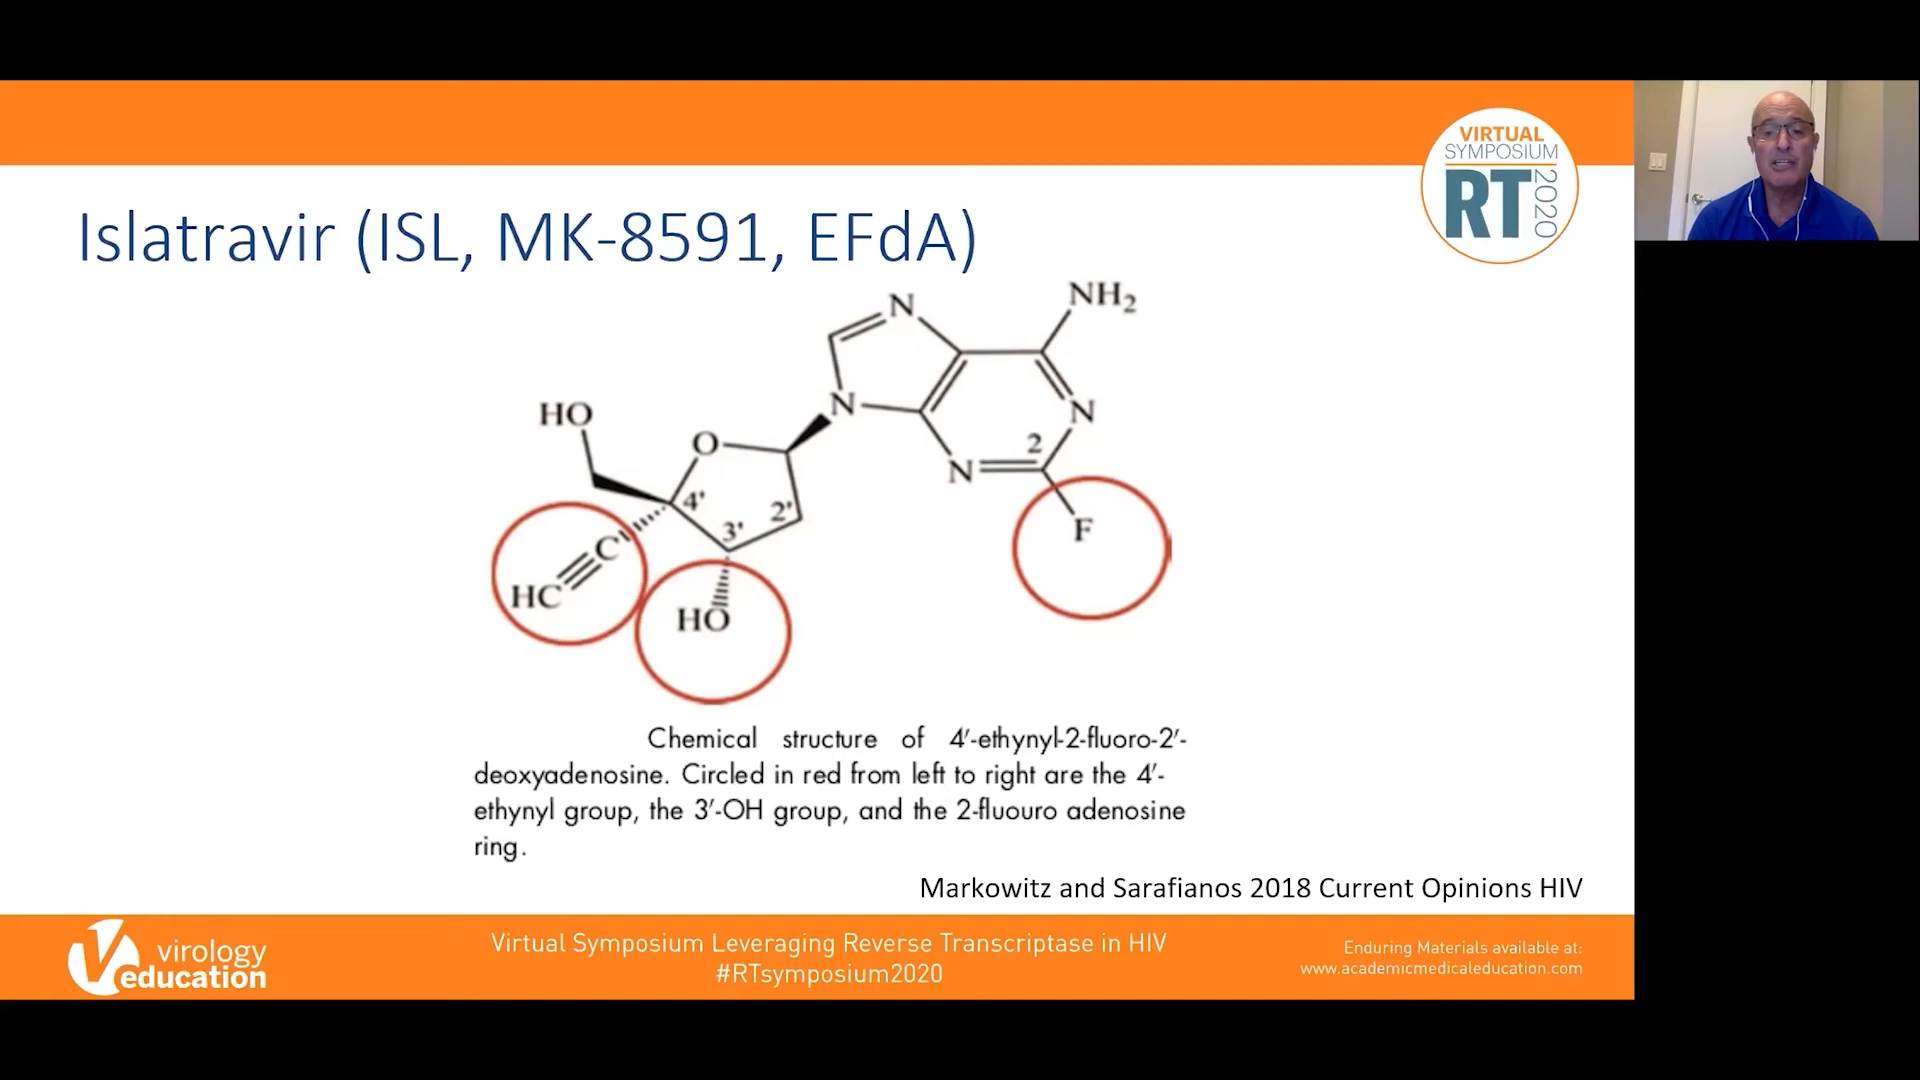 VIRTUAL
SYMPOSIUM
RT
2020
Islatravir (ISL, MK-8591, EFdA)
N
NH2
N
N
HO
O
2
N
4'
3'
2'
C
HC
F
HO
Chemical structure of 4'-ethynyl-2-fluoro-2'-
deoxyadenosine. Circled in red from left to right are the 4'-
ethynyl group, the 3'-OH group, and the 2-fluouro adenosine
ring.
Markowitz and Sarafianos 2018 Current Opinions HIV
virology
education
Virtual Symposium Leveraging Reverse Transcriptase in HIV
#RTsymposium2020
Enduring Materials available at:
www.academicmedicaleducation.com